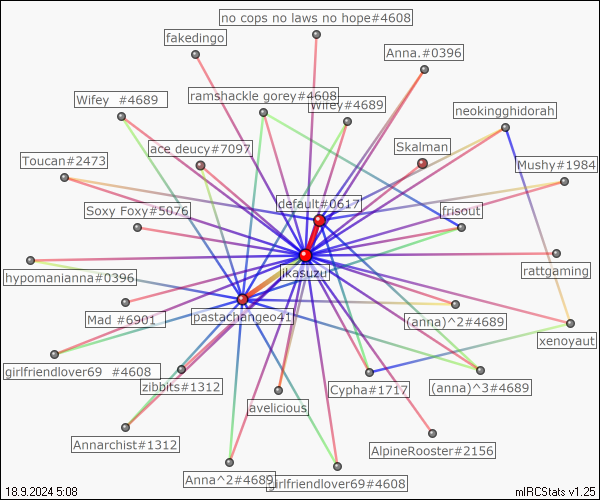 no cops no laws no hope#4608
fakedingo
Anna.#0396
Wifey  #4689
ramshackle gorey#4608
Wifey#4689
neokingghidorah
ace deucy#7097
Skalman
Toucan#2473
Mushy#1984
default#0617
Soxy Foxy#5076
frisout
jkasuzu
hypomanianna#0396
rattgaming
Mad #6901
pastachangeo41
(anna)^2#4689
xenoyaut
girlfriendlover69  #4608
zibbits#1312
Cypha#1717
(anna)^3#4689
avelicious
Annarchist#1312
AlpineRooster#2156
Anna^2#4689
girlfriendlover69#4608
18.9.2024 5:08
mIRCStats v1.25